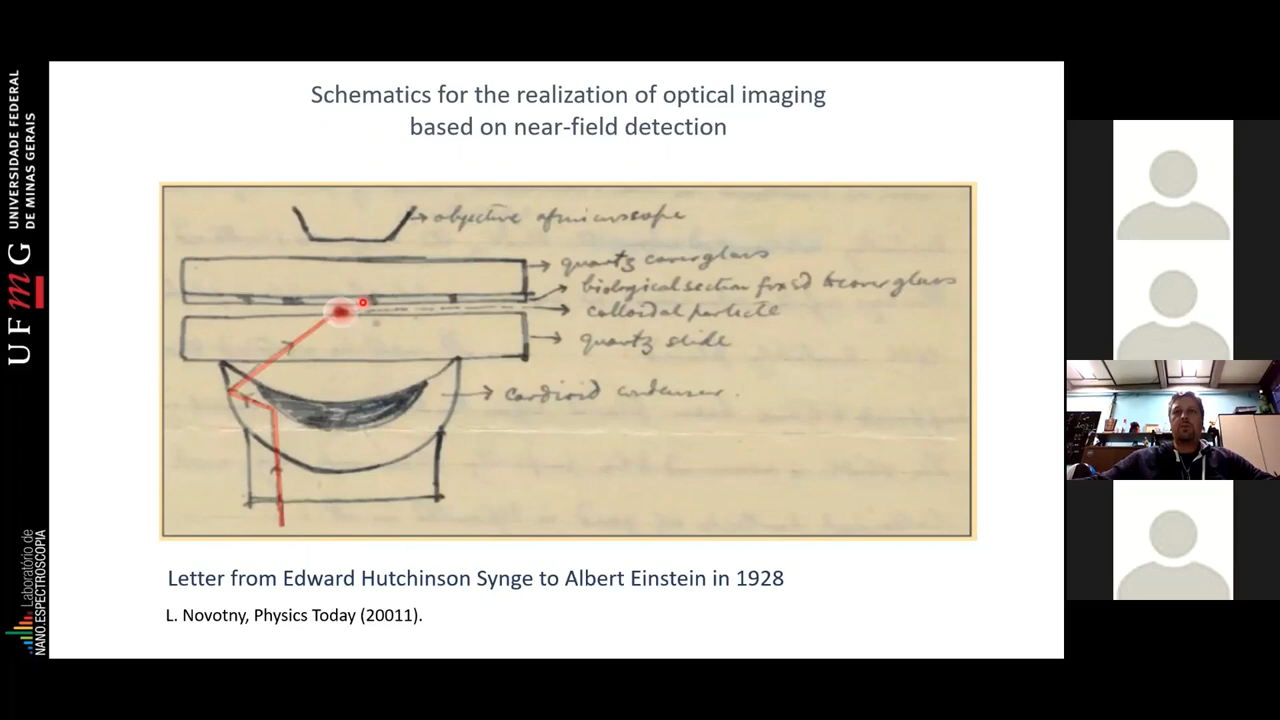 Schematics for the realization of optical imaging
based on near-field detection
objective of microscope
quartz coverglass
biological section fixed to cover glass
colloidal particle
quartz slide
cardioid condenser.
Letter from Edward Hutchinson Synge to Albert Einstein in 1928
L. Novotny, Physics Today (20011).
UFmG
UNIVERSIDADE FEDERAL
DE MINAS GERAIS
Laboratório de
NANO.ESPECTROSCOPIA